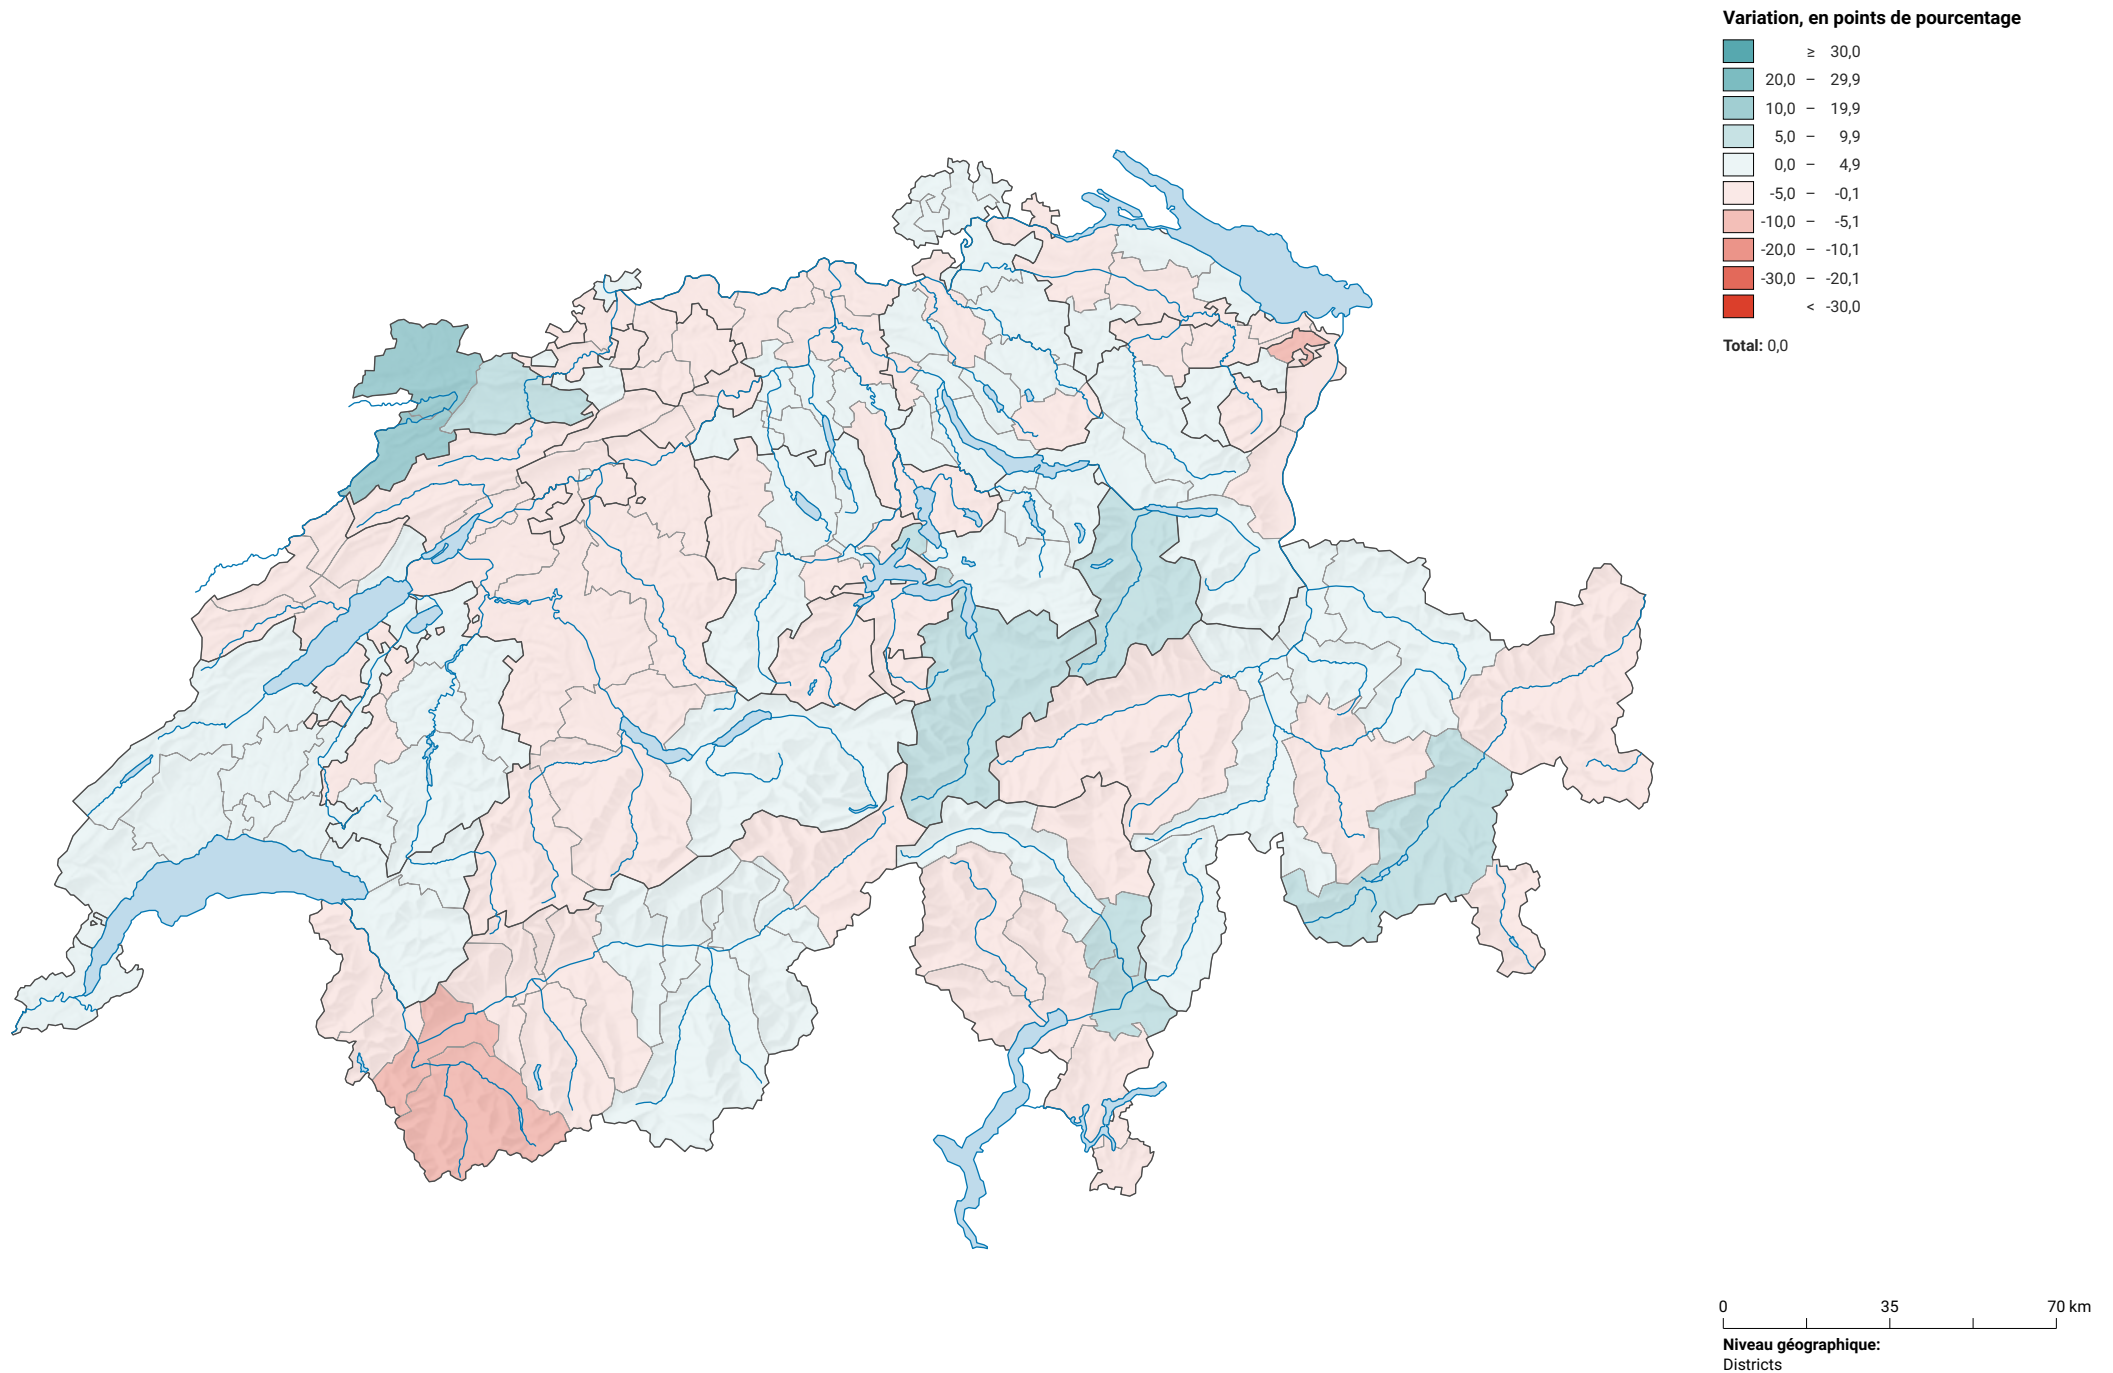 Variation, en points de pourcentage
≥ 30,0
20,0 – 29,9
10,0 – 19,9
5,0 – 9,9
0,0 – 4,9
-5,0 – -0,1
-10,0 – -5,1
-20,0 – -10,1
-30,0 – -20,1
< -30,0
Total: 0,0
0 35 70 km
Niveau géographique:
Districts